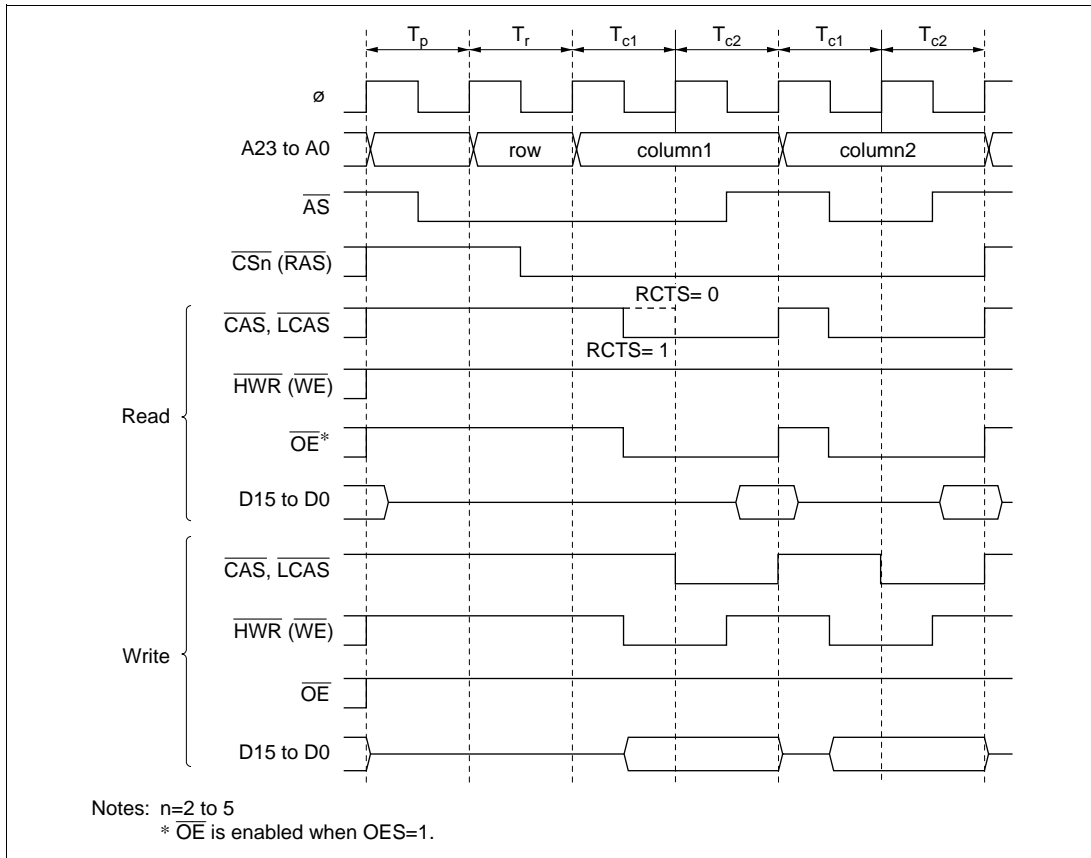 Tp Tr Tc1 Tc2 Tc1 Tc2
ø
A23 to A0 row column1 column2
AS
CSn (RAS)
RCTS= 0
CAS, LCAS
RCTS= 1
HWR (WE)
Read
OE*
D15 to D0
CAS, LCAS
HWR (WE)
Write
OE
D15 to D0
Notes: n=2 to 5
* OE is enabled when OES=1.